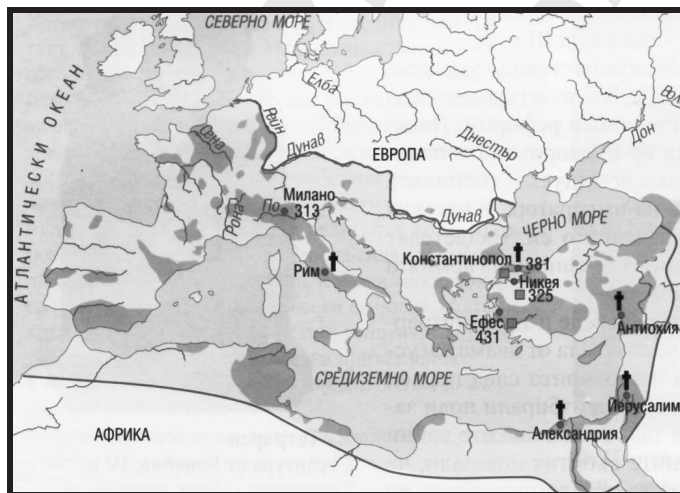 СЕВЕРНО МОРЕ
АТЛАНТИЧЕСКИ ОКЕАН
Елба
Рейн
Сена
Дунав
ЕВРОПА
Днестър
Дон
Милано
313
По
Рона
Дунав
ЧЕРНО МОРЕ
Константинопол
381
Никея
325
Рим
Ефес
431
Антиохия
СРЕДИЗЕМНО МОРЕ
Йерусалим
Александрия
АФРИКА